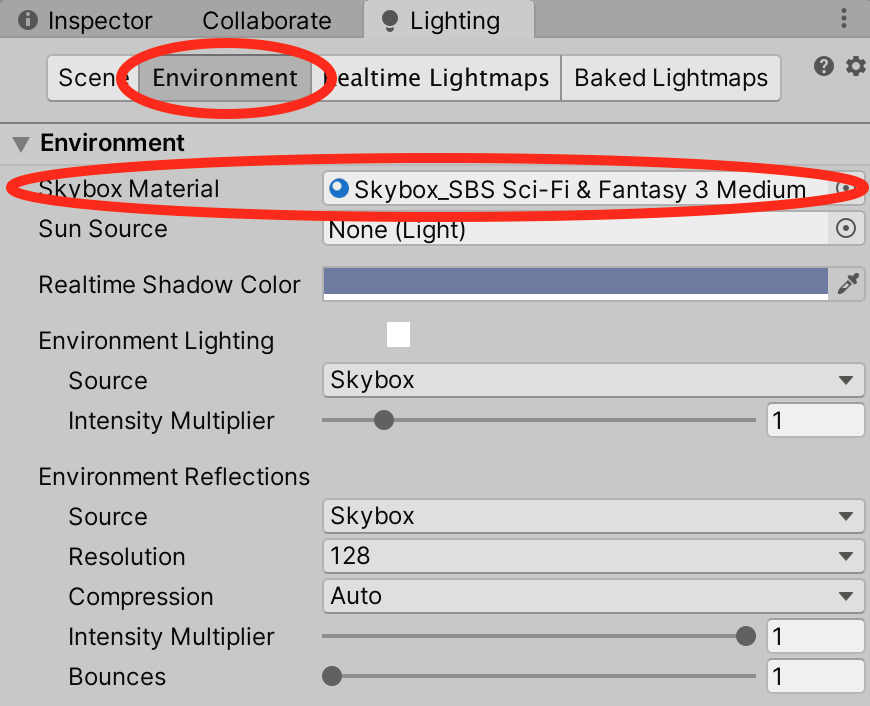 Inspector Collaborate Lighting
Scene Environment Realtime Lightmaps Baked Lightmaps
Environment
Skybox Material Skybox_SBS Sci-Fi & Fantasy 3 Medium
Sun Source None (Light)
Realtime Shadow Color
Environment Lighting
Source Skybox
Intensity Multiplier 1
Environment Reflections
Source Skybox
Resolution 128
Compression Auto
Intensity Multiplier 1
Bounces 1